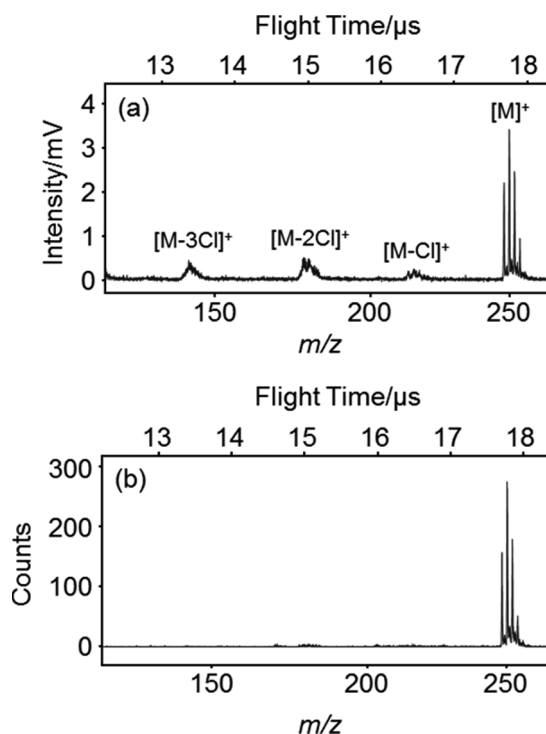 Flight Time/µs
13 14 15 16 17 18
(a)
[M]⁺
4
3
2
1
0
Intensity/mV
[M-3Cl]⁺
[M-2Cl]⁺
[M-Cl]⁺
150 200 250
m/z
Flight Time/µs
13 14 15 16 17 18
(b)
300
200
100
0
Counts
150 200 250
m/z